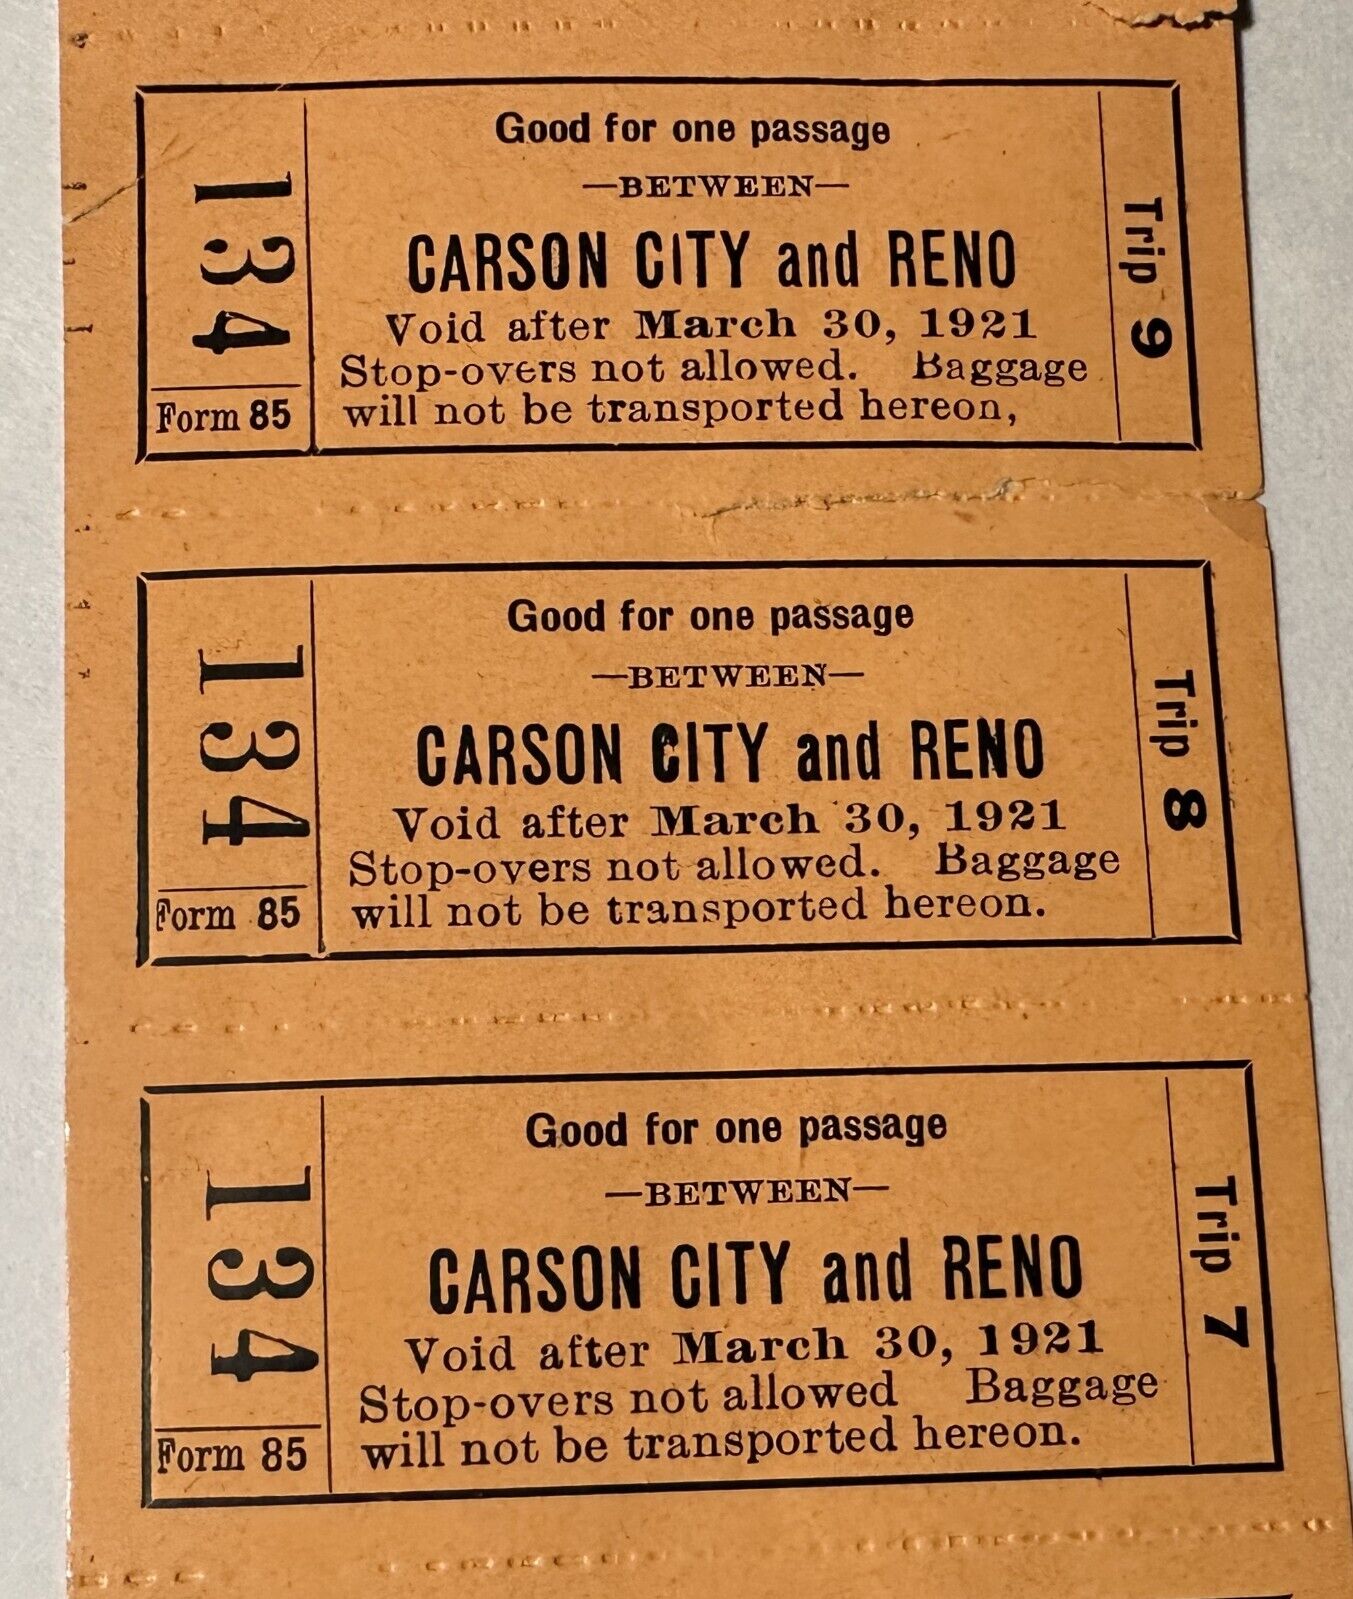 134
Form 85
Good for one passage
—BETWEEN—
CARSON CITY and RENO
Void after March 30, 1921
Stop-overs not allowed. Baggage
will not be transported hereon,
Trip 9
134
Form 85
Good for one passage
—BETWEEN—
CARSON CITY and RENO
Void after March 30, 1921
Stop-overs not allowed. Baggage
will not be transported hereon.
Trip 8
134
Form 85
Good for one passage
—BETWEEN—
CARSON CITY and RENO
Void after March 30, 1921
Stop-overs not allowed Baggage
will not be transported hereon.
Trip 7